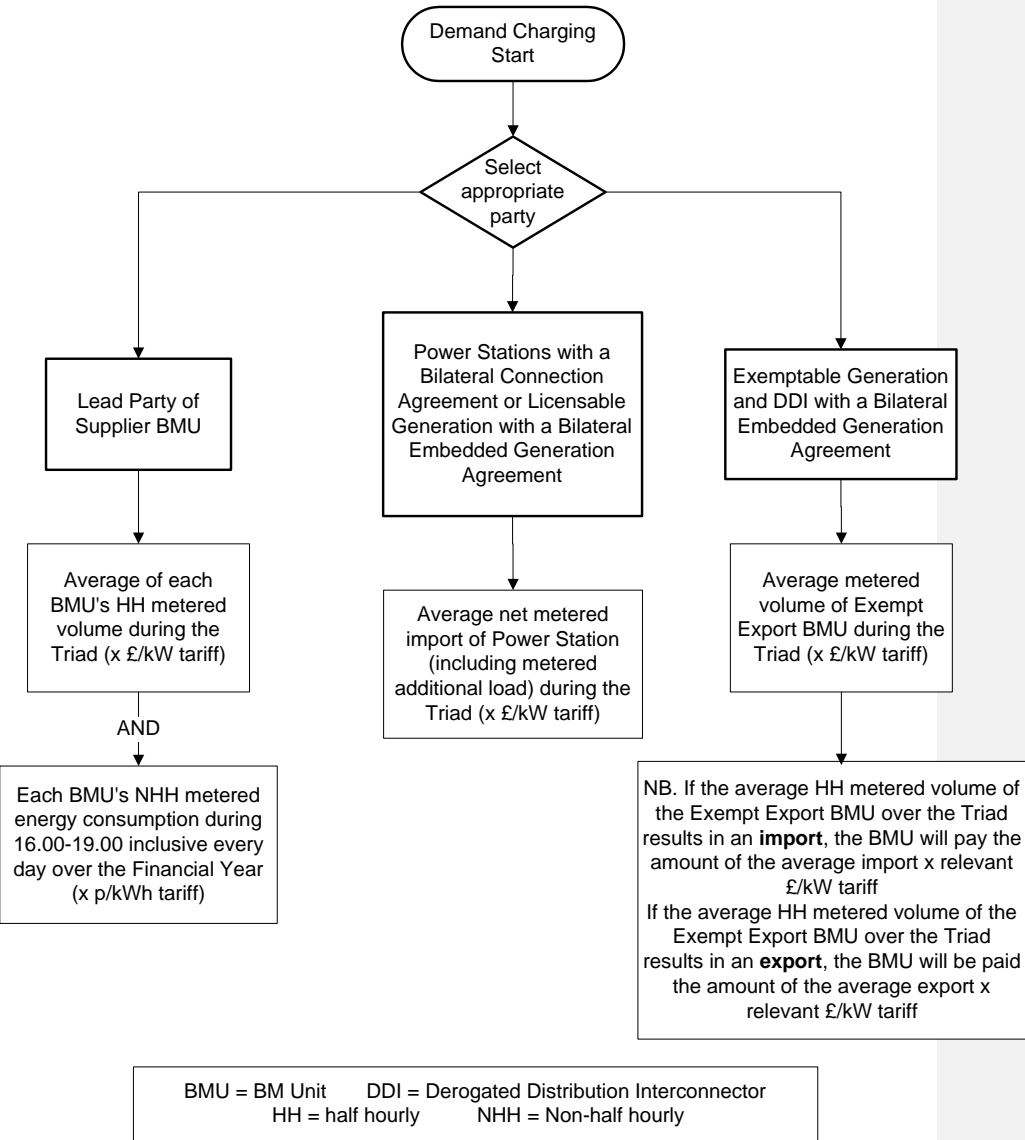 Demand Charging
Start
Select
appropriate
party
Lead Party of
Supplier BMU
Average of each
BMU's HH metered
volume during the
Triad (x £/kW tariff)
AND
Each BMU's NHH metered
energy consumption during
16.00-19.00 inclusive every
day over the Financial Year
(x p/kWh tariff)
Power Stations with a
Bilateral Connection
Agreement or Licensable
Generation with a Bilateral
Embedded Generation
Agreement
Average net metered
import of Power Station
(including metered
additional load) during the
Triad (x £/kW tariff)
Exemptable Generation
and DDI with a Bilateral
Embedded Generation
Agreement
Average metered
volume of Exempt
Export BMU during the
Triad (x £/kW tariff)
NB. If the average HH metered volume of
the Exempt Export BMU over the Triad
results in an import, the BMU will pay the
amount of the average import x relevant
£/kW tariff
If the average HH metered volume of the
Exempt Export BMU over the Triad
results in an export, the BMU will be paid
the amount of the average export x
relevant £/kW tariff
BMU = BM Unit DDI = Derogated Distribution Interconnector
HH = half hourly NHH = Non-half hourly